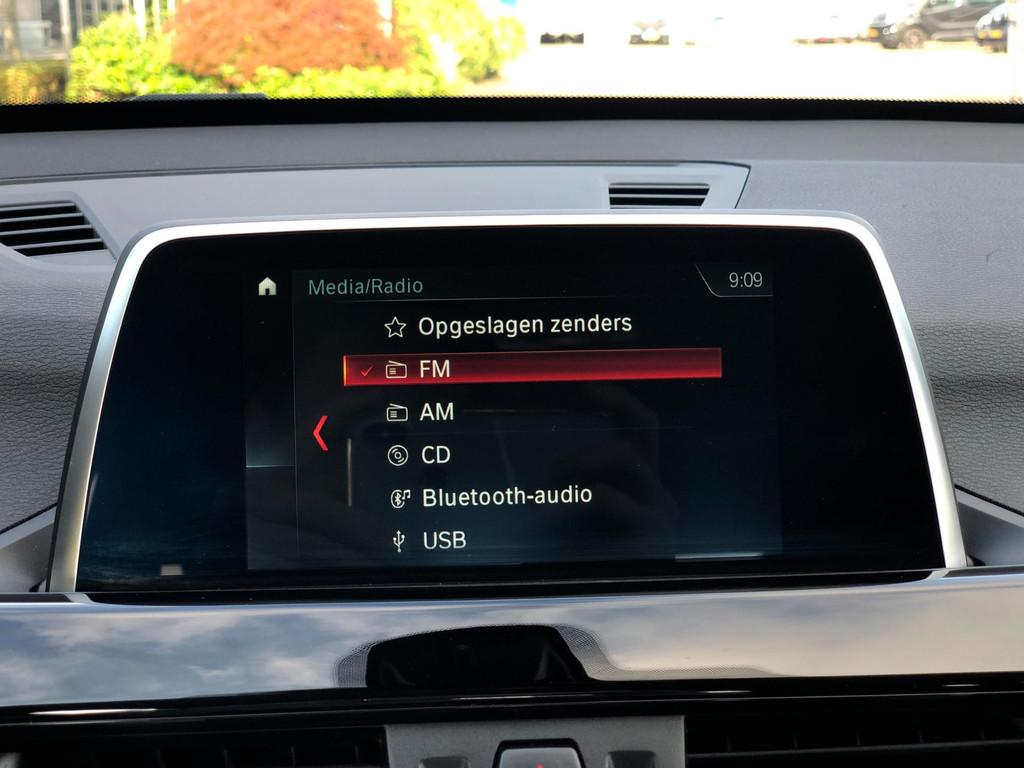 Media/Radio
9:09
Opgeslagen zenders
FM
AM
CD
Bluetooth-audio
USB